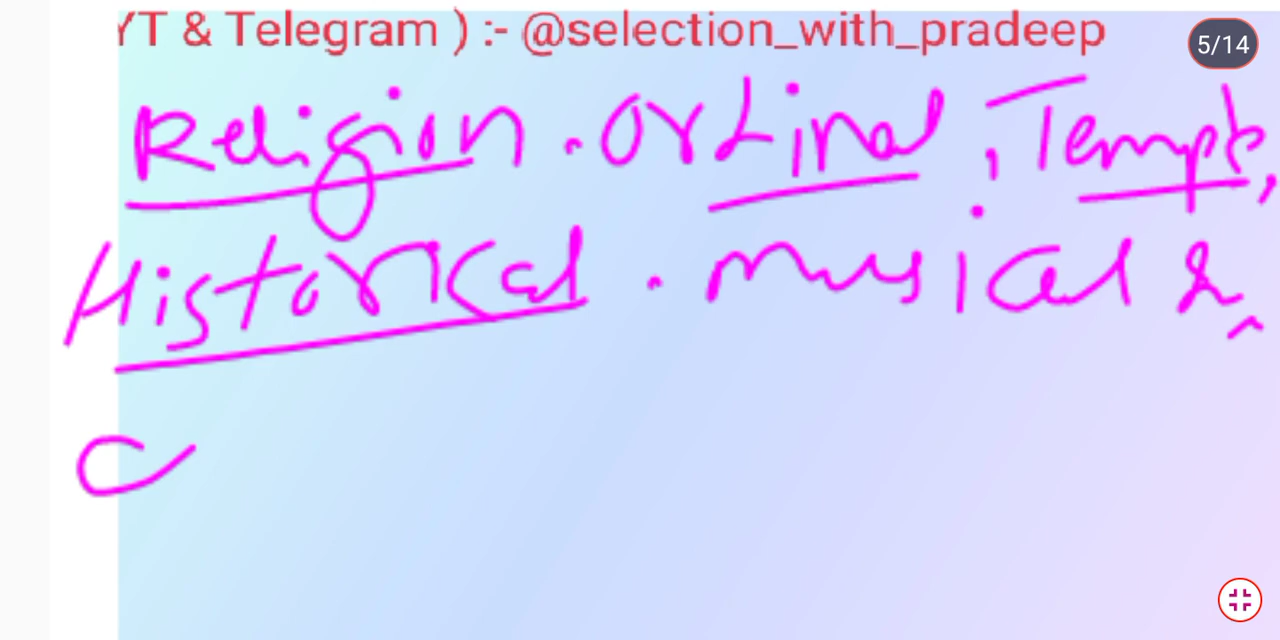 YT & Telegram ) :- @selection_with_pradeep
5/14
Religion . Ordinal , Temple,
Historical . musical &
C